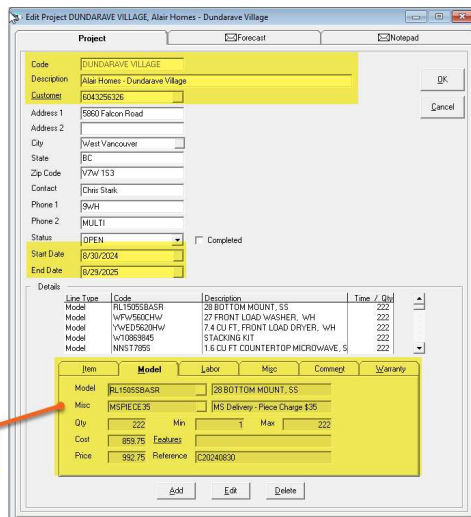 Edit Project DUNDARAVE VILLAGE, Alair Homes - Dundarave Village
Project Forecast Notepad
Code DUNDARAVE VILLAGE
Description Alair Homes - Dundarave Village
OK
Customer 6043256326
Cancel
Address 1 5860 Falcon Road
Address 2
City West Vancouver
State BC
Zip Code V7W 1S3
Contact Chris Stark
Phone 1 9WH
Phone 2 MULTI
Status OPEN Completed
Start Date 8/30/2024
End Date 8/29/2025
Details
Line Type Code Description Time / Qty
Model RL1505SBASR 28 BOTTOM MOUNT, SS 222
Model WFW560CHW 27 FRONT LOAD WASHER, WH 222
Model YWED5620HW 7.4 CU FT, FRONT LOAD DRYER, WH 222
Model W10869845 STACKING KIT 222
Model NNST785S 1.6 CU FT COUNTERTOP MICROWAVE, S 222
Item Model Labor Misc Comment Warranty
Model RL1505SBASR 28 BOTTOM MOUNT, SS
Misc MSPIECE35 MS Delivery - Piece Charge $35
Qty 222 Min 1 Max 222
Cost 859.75 Features
Price 992.75 Reference C20240830
Add Edit Delete